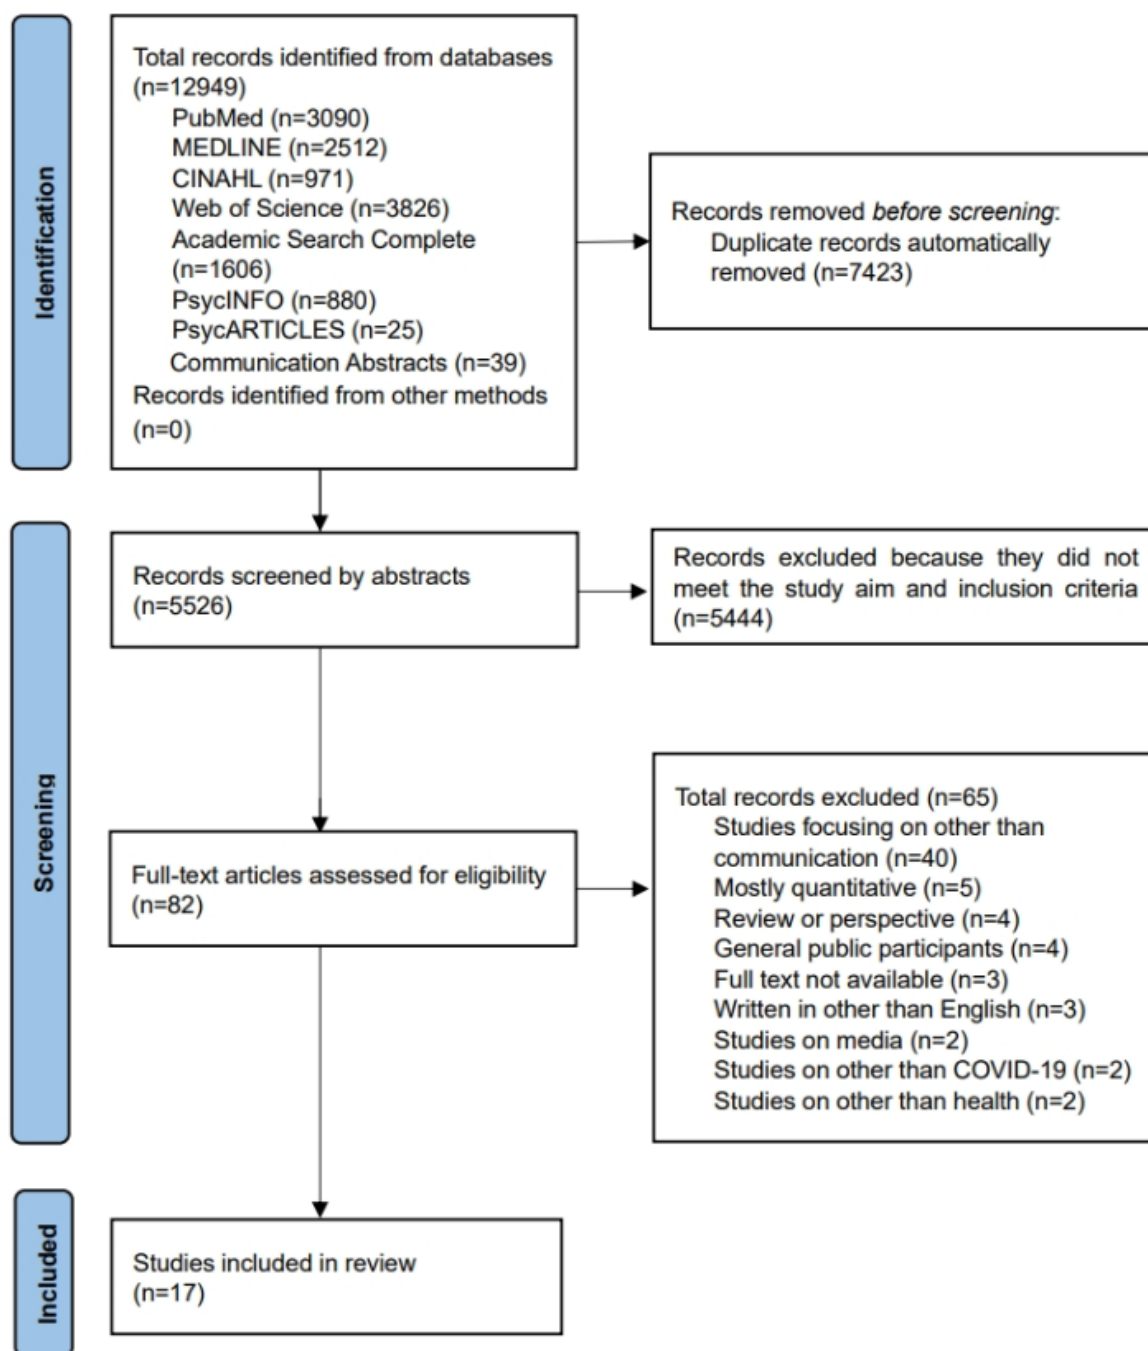 Identification
Total records identified from databases
(n=12949)
PubMed (n=3090)
MEDLINE (n=2512)
CINAHL (n=971)
Web of Science (n=3826)
Academic Search Complete
(n=1606)
PsycINFO (n=880)
PsycARTICLES (n=25)
Communication Abstracts (n=39)
Records identified from other methods
(n=0)
Records removed before screening:
Duplicate records automatically
removed (n=7423)
Screening
Records screened by abstracts
(n=5526)
Records excluded because they did not
meet the study aim and inclusion criteria
(n=5444)
Full-text articles assessed for eligibility
(n=82)
Total records excluded (n=65)
Studies focusing on other than
communication (n=40)
Mostly quantitative (n=5)
Review or perspective (n=4)
General public participants (n=4)
Full text not available (n=3)
Written in other than English (n=3)
Studies on media (n=2)
Studies on other than COVID-19 (n=2)
Studies on other than health (n=2)
Included
Studies included in review
(n=17)